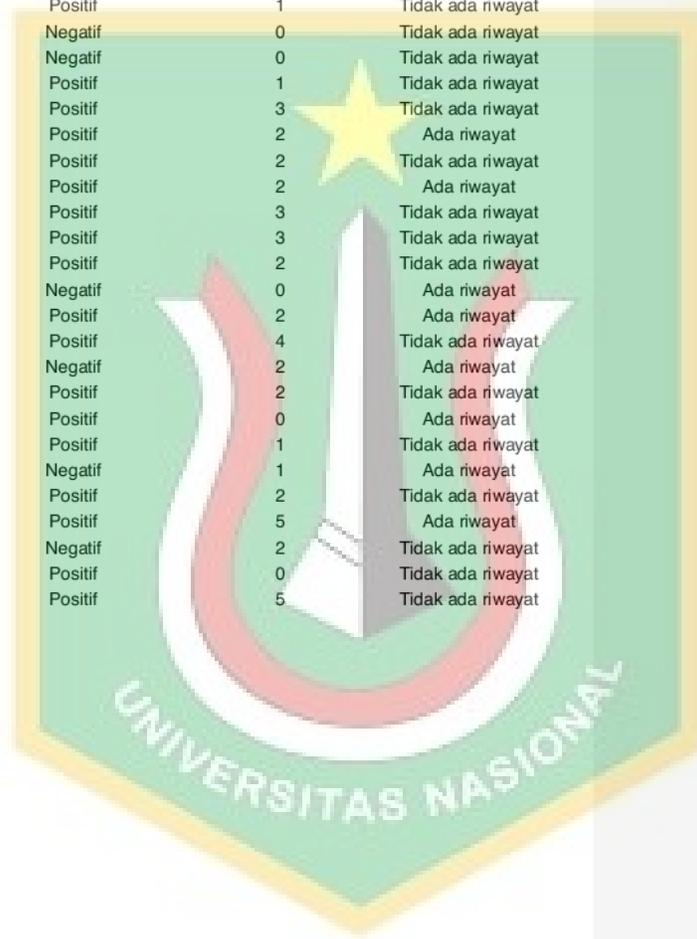 Positif 1 Tidak ada riwayat
Negatif 0 Tidak ada riwayat
Negatif 0 Tidak ada riwayat
Positif 1 Tidak ada riwayat
Positif 3 Tidak ada riwayat
Positif 2 Ada riwayat
Positif 2 Tidak ada riwayat
Positif 2 Ada riwayat
Positif 3 Tidak ada riwayat
Positif 3 Tidak ada riwayat
Positif 2 Tidak ada riwayat
Negatif 0 Ada riwayat
Positif 2 Ada riwayat
Positif 4 Tidak ada riwayat
Negatif 2 Ada riwayat
Positif 2 Tidak ada riwayat
Positif 0 Ada riwayat
Positif 1 Tidak ada riwayat
Negatif 1 Ada riwayat
Positif 2 Tidak ada riwayat
Positif 5 Ada riwayat
Negatif 2 Tidak ada riwayat
Positif 0 Tidak ada riwayat
Positif 5 Tidak ada riwayat
UNIVERSITAS NASIONAL